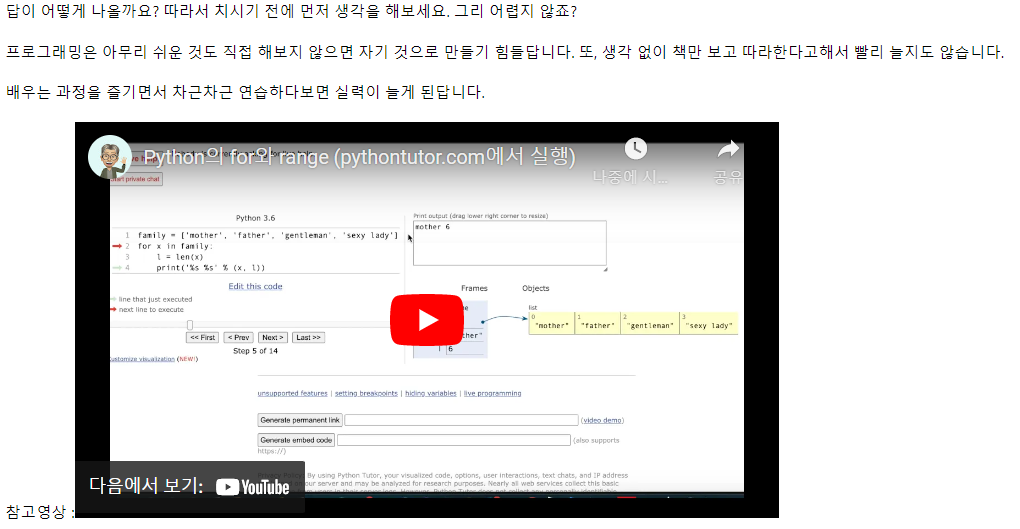 답이 어떻게 나올까요? 따라서 치시기 전에 먼저 생각을 해보세요. 그리 어렵지 않죠?
프로그래밍은 아무리 쉬운 것도 직접 해보지 않으면 자기 것으로 만들기 힘들답니다. 또, 생각 없이 책만 보고 따라한다고해서 빨리 늘지도 않습니다.
배우는 과정을 즐기면서 차근차근 연습하다보면 실력이 늘게 된답니다.
Python의 for와 range (pythontutor.com에서 실행)
나중에 시...
공유
start private chat
Python 3.6
1 family = ['mother', 'father', 'gentleman', 'sexy lady']
2 for x in family:
3 l = len(x)
4 print('%s %s' % (x, l))
Edit this code
line that just executed
next line to execute
<< First < Prev Next > Last >>
Step 5 of 14
customize visualization (NEW!)
Print output (drag lower right corner to resize)
mother 6
Frames Objects
list
0 1 2 3
"mother" "father" "gentleman" "sexy lady"
l 6
unsupported features | setting breakpoints | hiding variables | live programming
Generate permanent link (video demo)
Generate embed code (also supports
https://)
By using Python Tutor, your visualized code, options, user interactions, text chats, and IP address
our server and may be analyzed for research purposes. Nearly all web services collect this basic
다음에서 보기: YouTube
참고영상 :